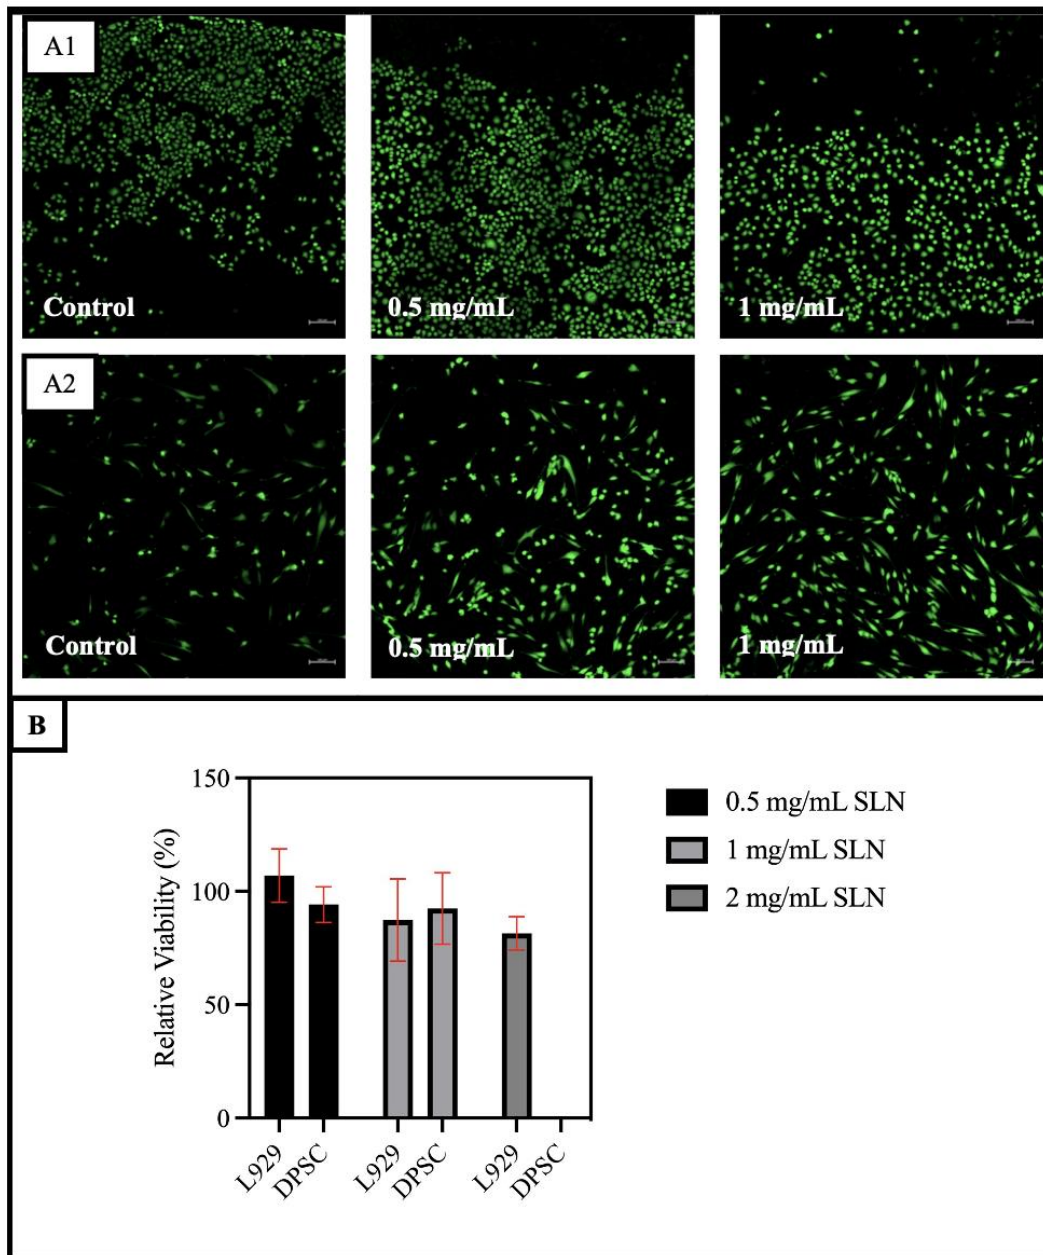 A1
Control
0.5 mg/mL
1 mg/mL
A2
Control
0.5 mg/mL
1 mg/mL
B
Relative Viability (%)
150
100
50
0
L929
DPSC
L929
DPSC
L929
DPSC
0.5 mg/mL SLN
1 mg/mL SLN
2 mg/mL SLN